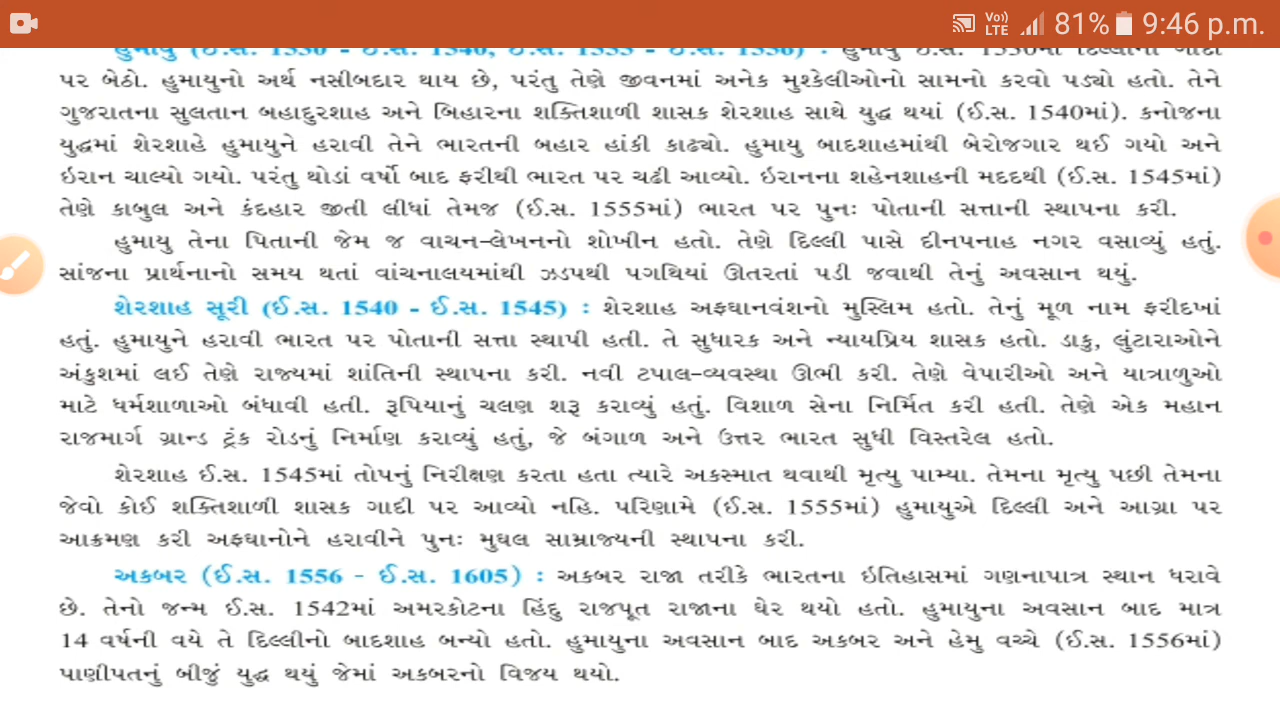 Vo)) LTE 81% 9:46 p.m.
હુમાયુ (ઈ.સ. 1530 - ઈ.સ. 1540, ઈ.સ. 1555 - ઈ.સ. 1556) : હુમાયુ ઈ.સ. 1530માં દિલ્લીની ગાદી
પર બેઠો. હુમાયુનો અર્થ નસીબદાર થાય છે, પરંતુ તેણે જીવનમાં અનેક મુશ્કેલીઓનો સામનો કરવો પડ્યો હતો. તેને
ગુજરાતના સુલતાન બહાદુરશાહ અને બિહારના શક્તિશાળી શાસક શેરશાહ સાથે યુદ્ધ થયાં (ઈ.સ. 1540માં). કનોજના
યુદ્ધમાં શેરશાહે હુમાયુને હરાવી તેને ભારતની બહાર હાંકી કાઢ્યો. હુમાયુ બાદશાહમાંથી બેરોજગાર થઈ ગયો અને
ઇરાન ચાલ્યો ગયો. પરંતુ થોડાં વર્ષો બાદ ફરીથી ભારત પર ચઢી આવ્યો. ઇરાનના શહેનશાહની મદદથી (ઈ.સ. 1545માં)
તેણે કાબુલ અને કંદહાર જીતી લીધાં તેમજ (ઈ.સ. 1555માં) ભારત પર પુનઃ પોતાની સત્તાની સ્થાપના કરી.
હુમાયુ તેના પિતાની જેમ જ વાચન-લેખનનો શોખીન હતો. તેણે દિલ્લી પાસે દીનપનાહ નગર વસાવ્યું હતું.
સાંજના પ્રાર્થનાનો સમય થતાં વાંચનાલયમાંથી ઝડપથી પગથિયાં ઊતરતાં પડી જવાથી તેનું અવસાન થયું.
શેરશાહ સૂરી (ઈ.સ. 1540 - ઈ.સ. 1545) : શેરશાહ અફઘાનવંશનો મુસ્લિમ હતો. તેનું મૂળ નામ ફરીદખાં
હતું. હુમાયુને હરાવી ભારત પર પોતાની સત્તા સ્થાપી હતી. તે સુધારક અને ન્યાયપ્રિય શાસક હતો. ડાકુ, લુંટારાઓને
અંકુશમાં લઈ તેણે રાજ્યમાં શાંતિની સ્થાપના કરી. નવી ટપાલ-વ્યવસ્થા ઊભી કરી. તેણે વેપારીઓ અને યાત્રાળુઓ
માટે ધર્મશાળાઓ બંધાવી હતી. રૂપિયાનું ચલણ શરૂ કરાવ્યું હતું. વિશાળ સેના નિર્મિત કરી હતી. તેણે એક મહાન
રાજમાર્ગ ગ્રાન્ડ ટ્રંક રોડનું નિર્માણ કરાવ્યું હતું, જે બંગાળ અને ઉત્તર ભારત સુધી વિસ્તરેલ હતો.
શેરશાહ ઈ.સ. 1545માં તોપનું નિરીક્ષણ કરતા હતા ત્યારે અકસ્માત થવાથી મૃત્યુ પામ્યા. તેમના મૃત્યુ પછી તેમના
જેવો કોઈ શક્તિશાળી શાસક ગાદી પર આવ્યો નહિ. પરિણામે (ઈ.સ. 1555માં) હુમાયુએ દિલ્લી અને આગ્રા પર
આક્રમણ કરી અફઘાનોને હરાવીને પુનઃ મુઘલ સામ્રાજ્યની સ્થાપના કરી.
અકબર (ઈ.સ. 1556 - ઈ.સ. 1605) : અકબર રાજા તરીકે ભારતના ઇતિહાસમાં ગણનાપાત્ર સ્થાન ધરાવે
છે. તેનો જન્મ ઈ.સ. 1542માં અમરકોટના હિંદુ રાજપૂત રાજાના ઘેર થયો હતો. હુમાયુના અવસાન બાદ માત્ર
14 વર્ષની વયે તે દિલ્લીનો બાદશાહ બન્યો હતો. હુમાયુના અવસાન બાદ અકબર અને હેમુ વચ્ચે (ઈ.સ. 1556માં)
પાણીપતનું બીજું યુદ્ધ થયું જેમાં અકબરનો વિજય થયો.